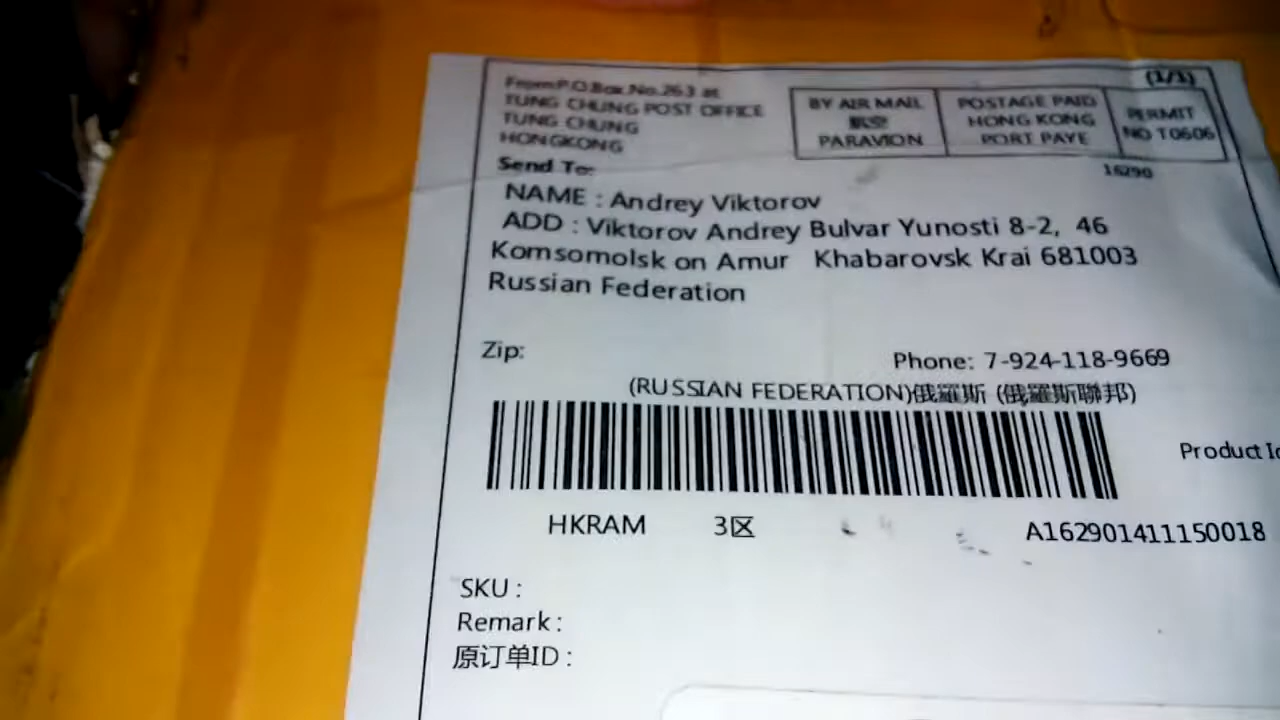 (1/1)
From:P.O.Box.No.263 at
TUNG CHUNG POST OFFICE
TUNG CHUNG
HONGKONG
BY AIR MAIL
航空
PARAVION
POSTAGE PAID
HONG KONG
PORT PAYE
PERMIT
NO T0606
16290
Send To:
NAME : Andrey Viktorov
ADD : Viktorov Andrey Bulvar Yunosti 8-2, 46
Komsomolsk on Amur Khabarovsk Krai 681003
Russian Federation
Zip:
Phone: 7-924-118-9669
(RUSSIAN FEDERATION)俄羅斯 (俄羅斯聯邦)
Product
HKRAM 3区 A162901411150018
SKU :
Remark :
原订单ID :